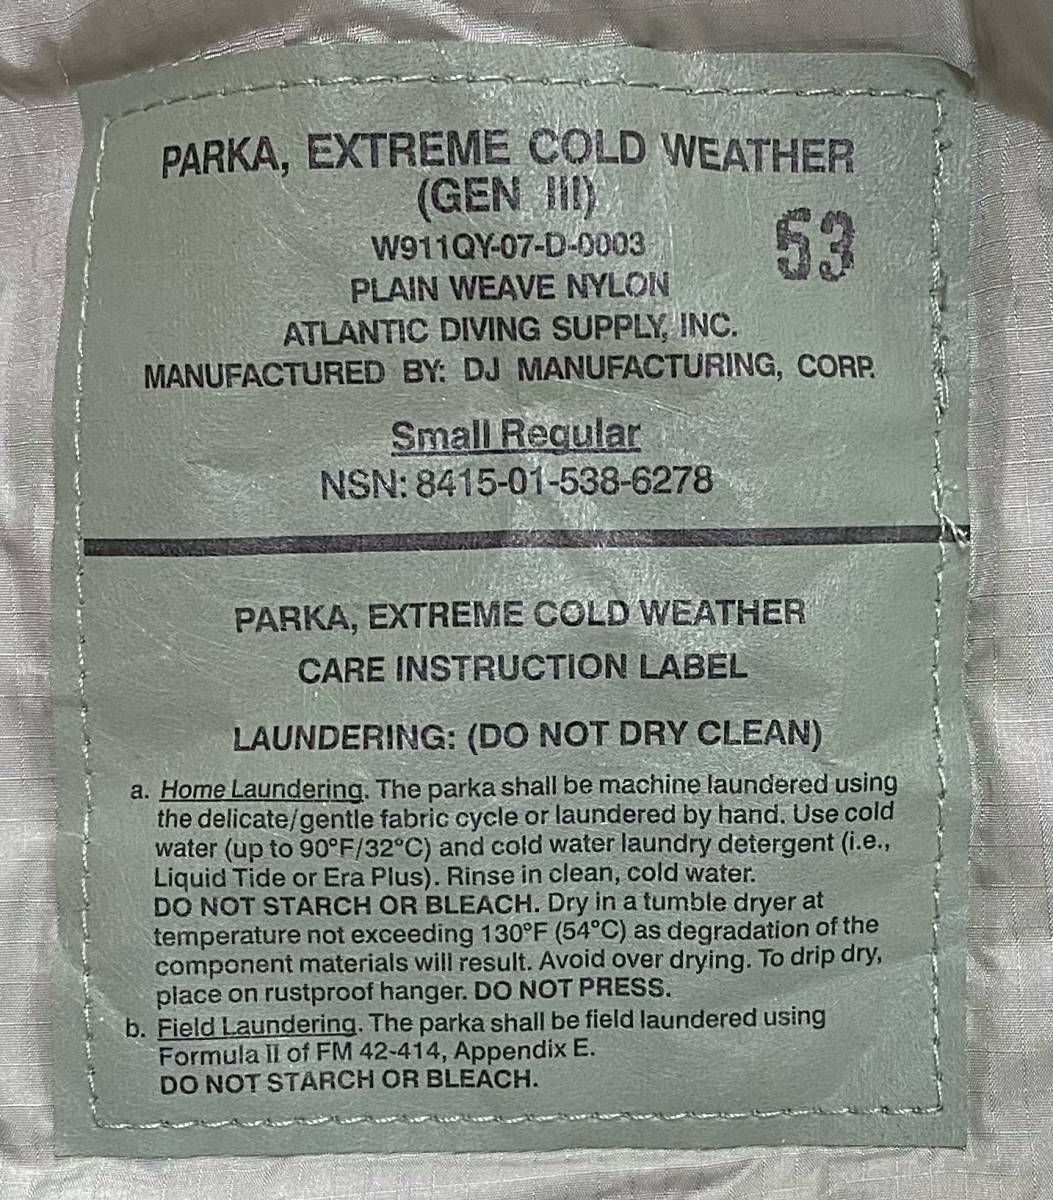 PARKA, EXTREME COLD WEATHER
(GEN III)
W911QY-07-D-0003
53
PLAIN WEAVE NYLON
ATLANTIC DIVING SUPPLY, INC.
MANUFACTURED BY: DJ MANUFACTURING, CORP.
Small Regular
NSN: 8415-01-538-6278
PARKA, EXTREME COLD WEATHER
CARE INSTRUCTION LABEL
LAUNDERING: (DO NOT DRY CLEAN)
a. Home Laundering. The parka shall be machine laundered using
the delicate/gentle fabric cycle or laundered by hand. Use cold
water (up to 90°F/32°C) and cold water laundry detergent (i.e.,
Liquid Tide or Era Plus). Rinse in clean, cold water.
DO NOT STARCH OR BLEACH. Dry in a tumble dryer at
temperature not exceeding 130°F (54°C) as degradation of the
component materials will result. Avoid over drying. To drip dry,
place on rustproof hanger. DO NOT PRESS.
b. Field Laundering. The parka shall be field laundered using
Formula II of FM 42-414, Appendix E.
DO NOT STARCH OR BLEACH.